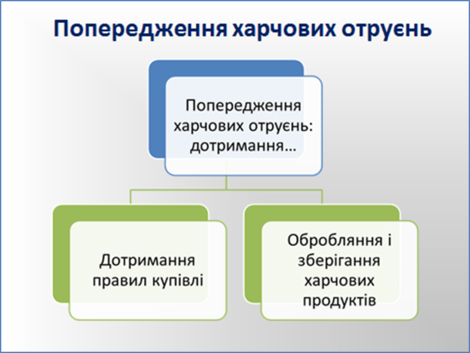 Попередження харчових отруєнь
Попередження
харчових отруєнь:
дотримання…
Дотримання
правил купівлі
Обробляння і
зберігання
харчових
продуктів